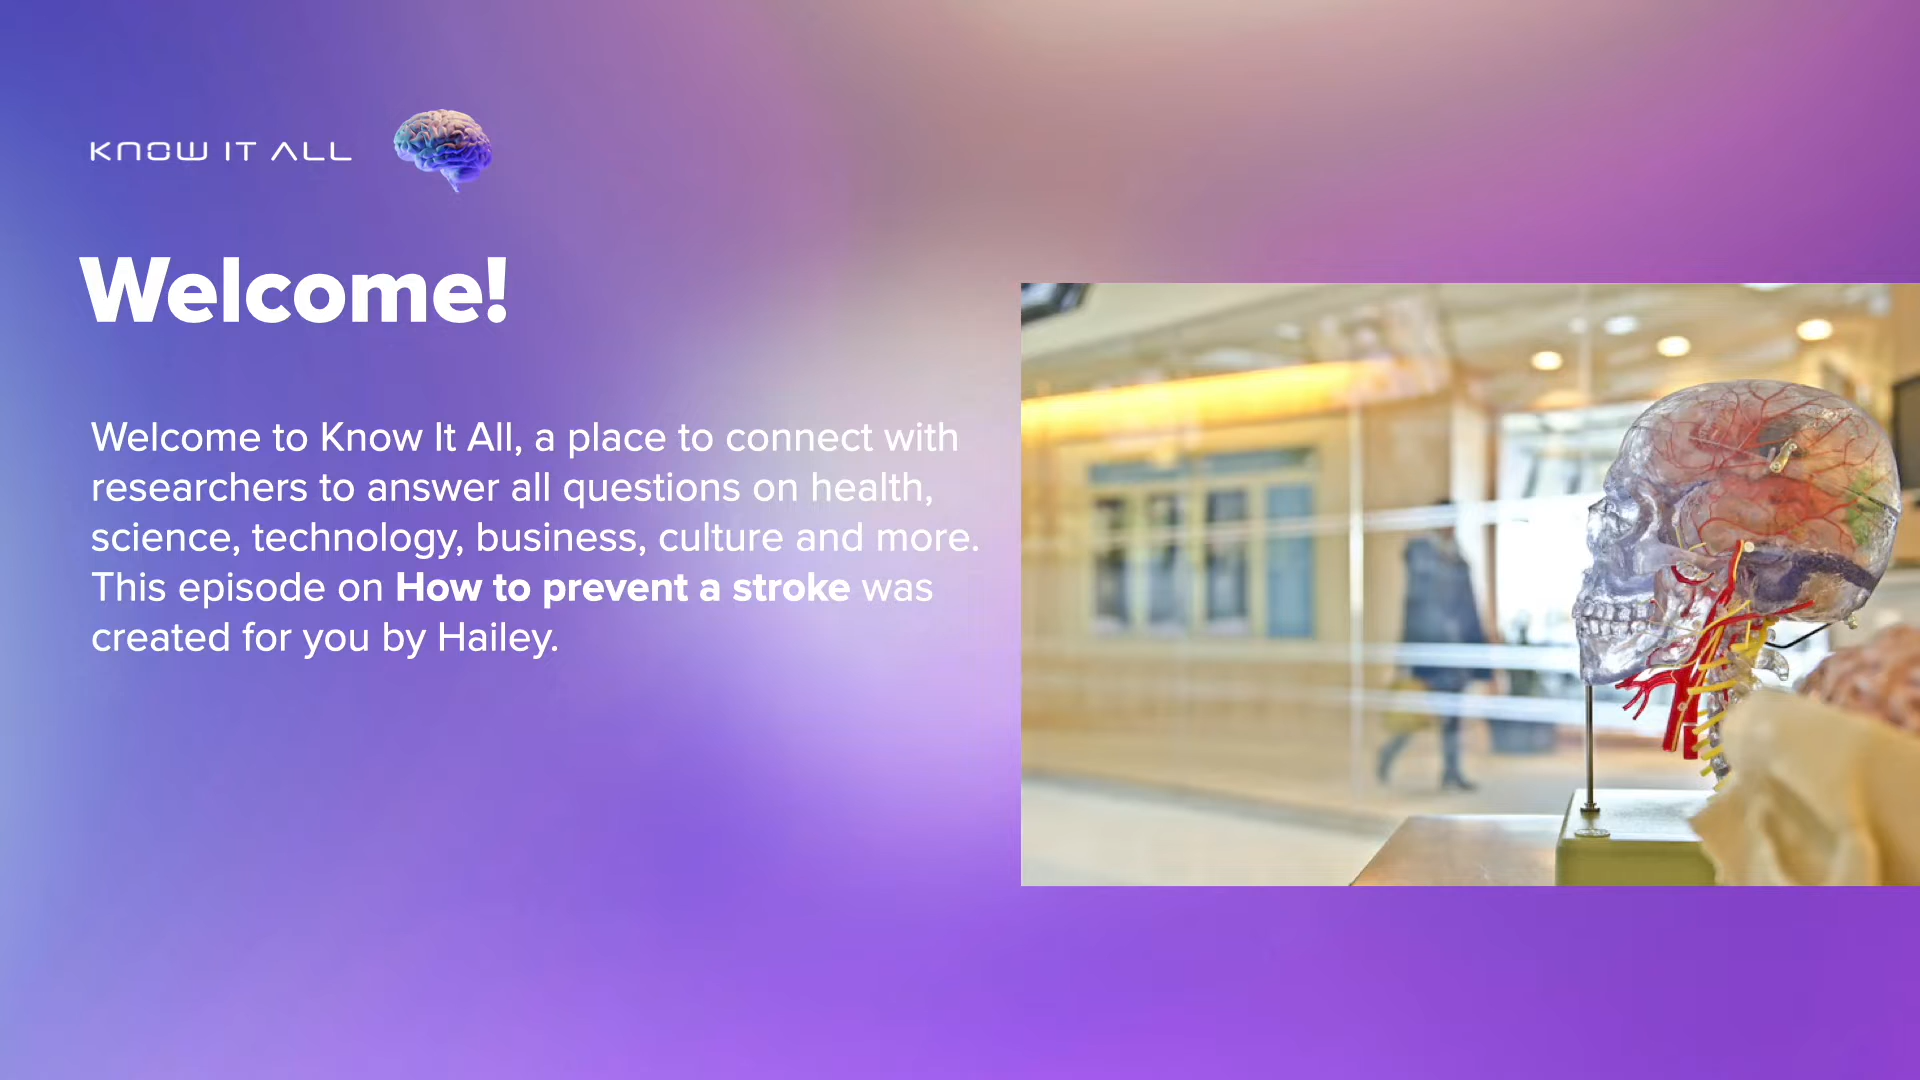 KNOW IT ALL
Welcome!
Welcome to Know It All, a place to connect with
researchers to answer all questions on health,
science, technology, business, culture and more.
This episode on How to prevent a stroke was
created for you by Hailey.